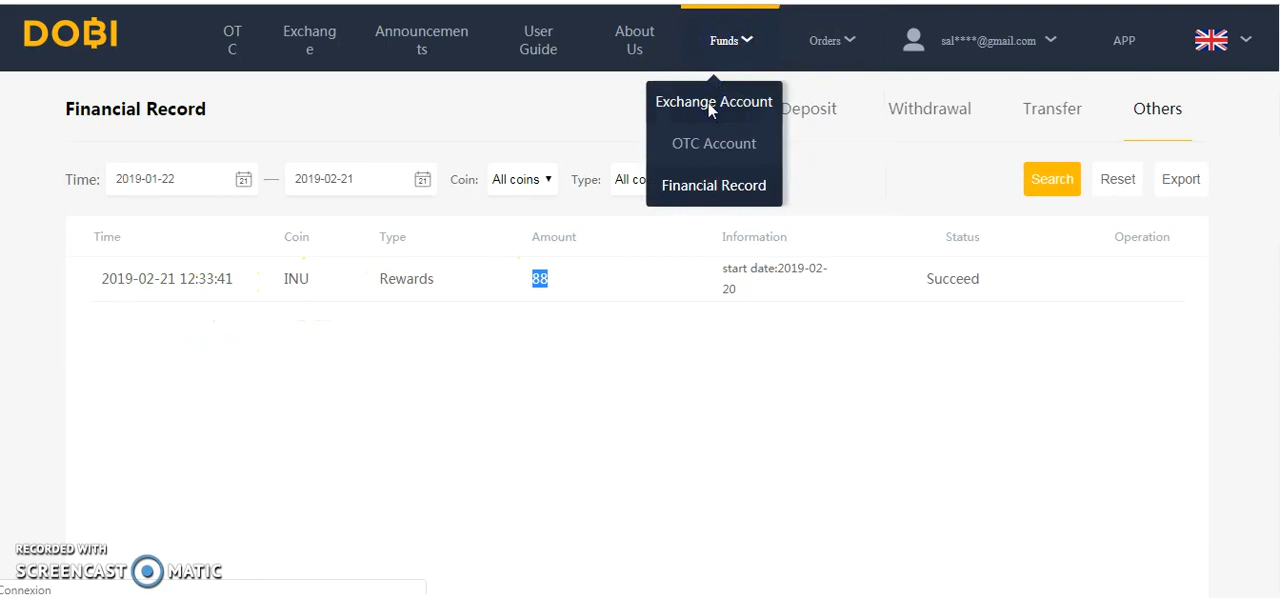 DOBI
OT
C
Exchang
e
Announcemen
ts
User
Guide
About
Us
Funds
Orders
sal****@gmail.com
APP
Financial Record
Exchange Account
OTC Account
Financial Record
Deposit
Withdrawal
Transfer
Others
Time:
2019-01-22
21
—
2019-02-21
21
Coin:
All coins
Type:
All co
Search
Reset
Export
Time
Coin
Type
Amount
Information
Status
Operation
2019-02-21 12:33:41
INU
Rewards
88
start date:2019-02-
20
Succeed
RECORDED WITH
SCREENCAST MATIC
Connexion